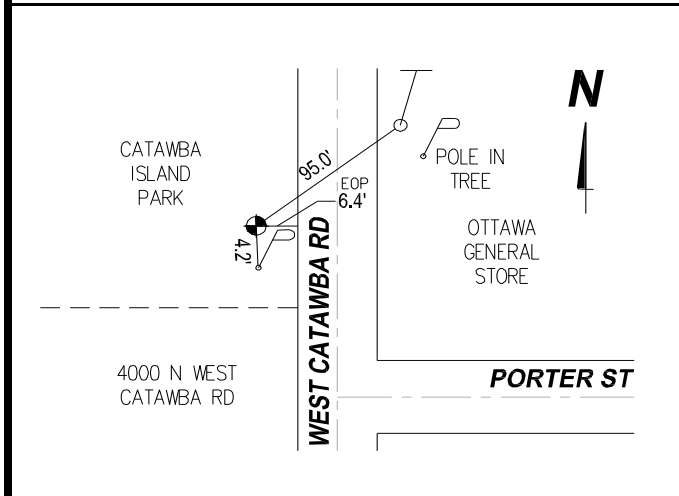 N
CATAWBA
ISLAND
PARK
95.0'
EOP
6.4'
POLE IN
TREE
4.2'
OTTAWA
GENERAL
STORE
WEST CATAWBA RD
4000 N WEST
CATAWBA RD
PORTER ST